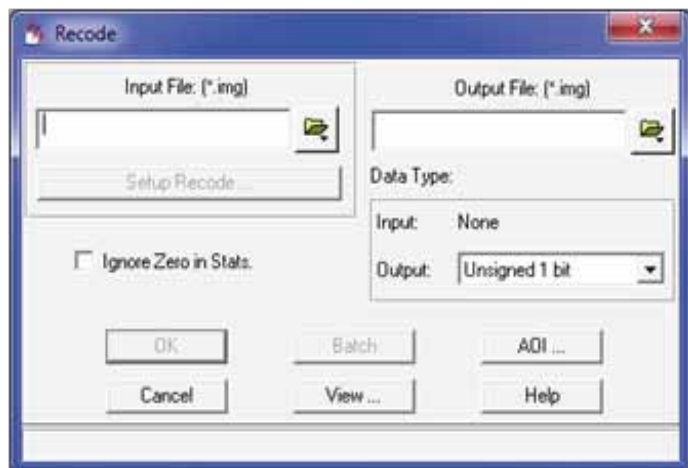 Recode
Input File: (*.img)
Output File: (*.img)
Setup Recode ...
Data Type:
Input: None
Ignore Zero in Stats.
Output: Unsigned 1 bit
OK
Batch
AOI ...
Cancel
View ...
Help